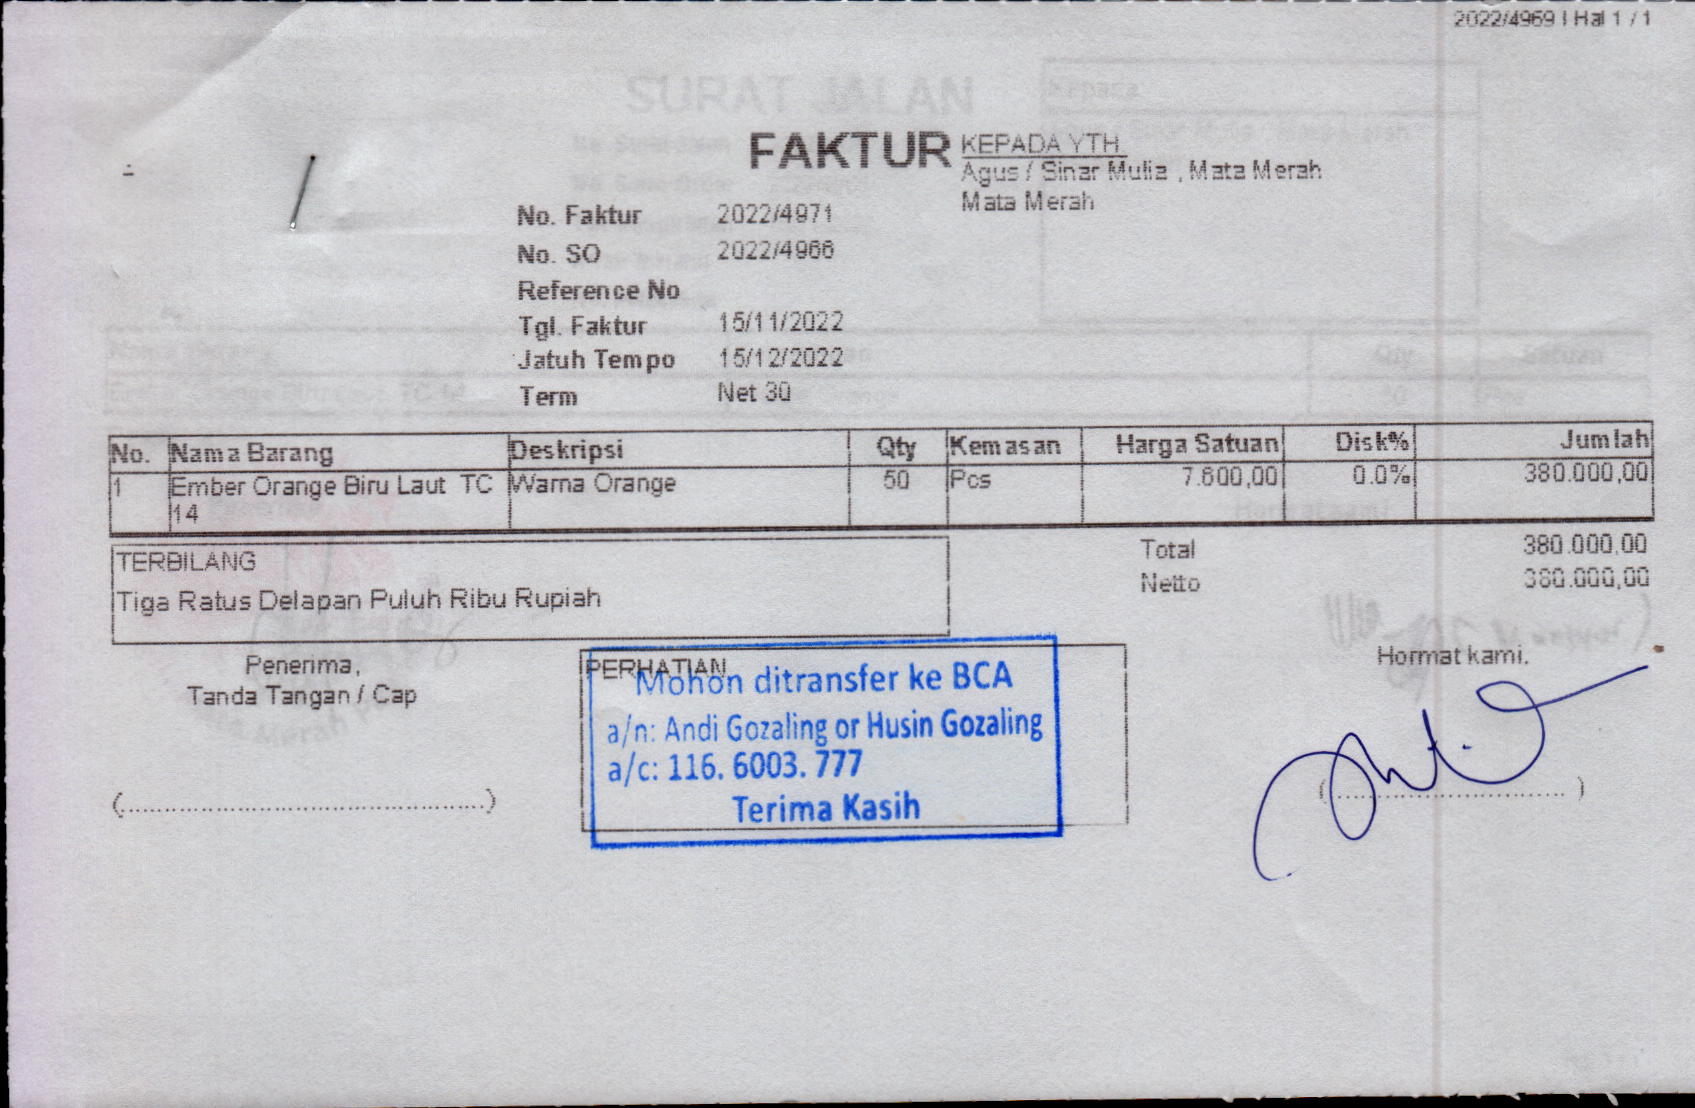 2022/4969 | Hal 1 / 1
FAKTUR
KEPADA YTH.
Agus / Sinar Mulia , Mata Merah
Mata Merah
No. Faktur 2022/4971
No. SO 2022/4966
Reference No
Tgl. Faktur 15/11/2022
Jatuh Tempo 15/12/2022
Term Net 30
No. Nama Barang Deskripsi Qty Kemasan Harga Satuan Disk% Jumlah
1 Ember Orange Biru Laut TC Warna Orange 50 Pcs 7.600,00 0.0% 380.000,00
14
TERBILANG
Tiga Ratus Delapan Puluh Ribu Rupiah
Total 380.000,00
Netto 380.000,00
Penerima,
Tanda Tangan / Cap
PERHATIAN
Mohon ditransfer ke BCA
a/n: Andi Gozaling or Husin Gozaling
a/c: 116. 6003. 777
Terima Kasih
Hormat kami,
SURAT JALAN
Kepada